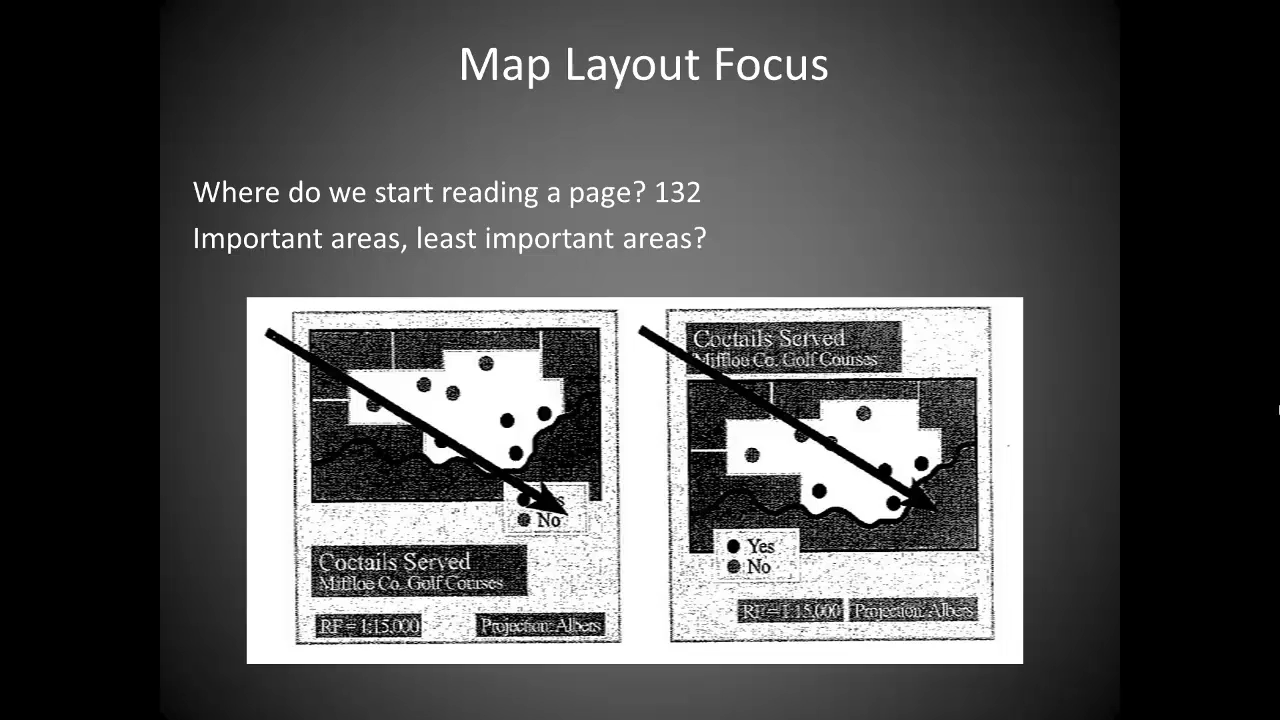 Map Layout Focus
Where do we start reading a page? 132
Important areas, least important areas?
No
Coctails Served
Miffloe Co. Golf Courses
RF = 1:15,000
Projection: Albers
Coctails Served
Miffloe Co. Golf Courses
Yes
No
RF = 1:15,000
Projection: Albers